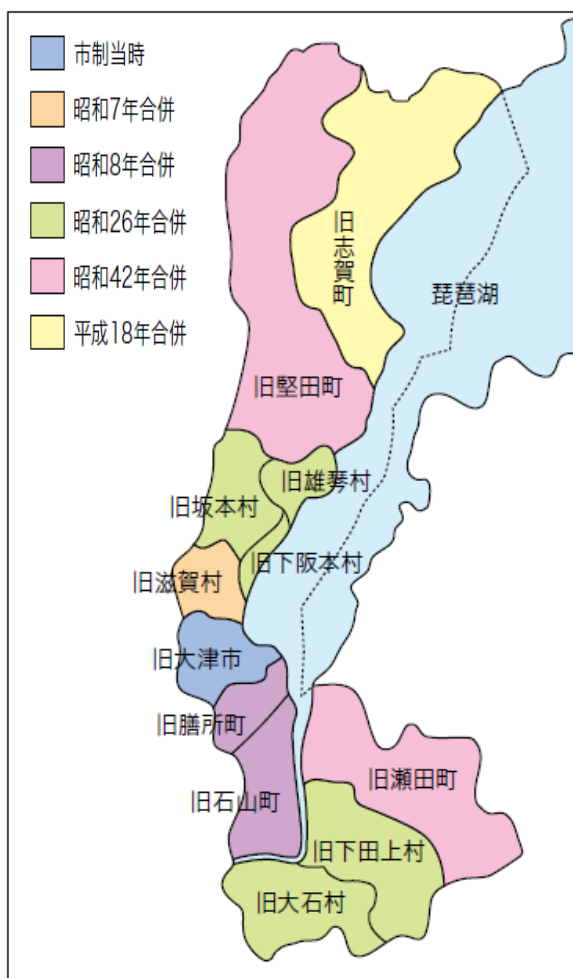 市制当時
昭和7年合併
昭和8年合併
昭和26年合併
昭和42年合併
平成18年合併
旧志賀町
琵琶湖
旧堅田町
旧雄琴村
旧坂本村
旧下阪本村
旧滋賀村
旧大津市
旧膳所町
旧瀬田町
旧石山町
旧下田上村
旧大石村